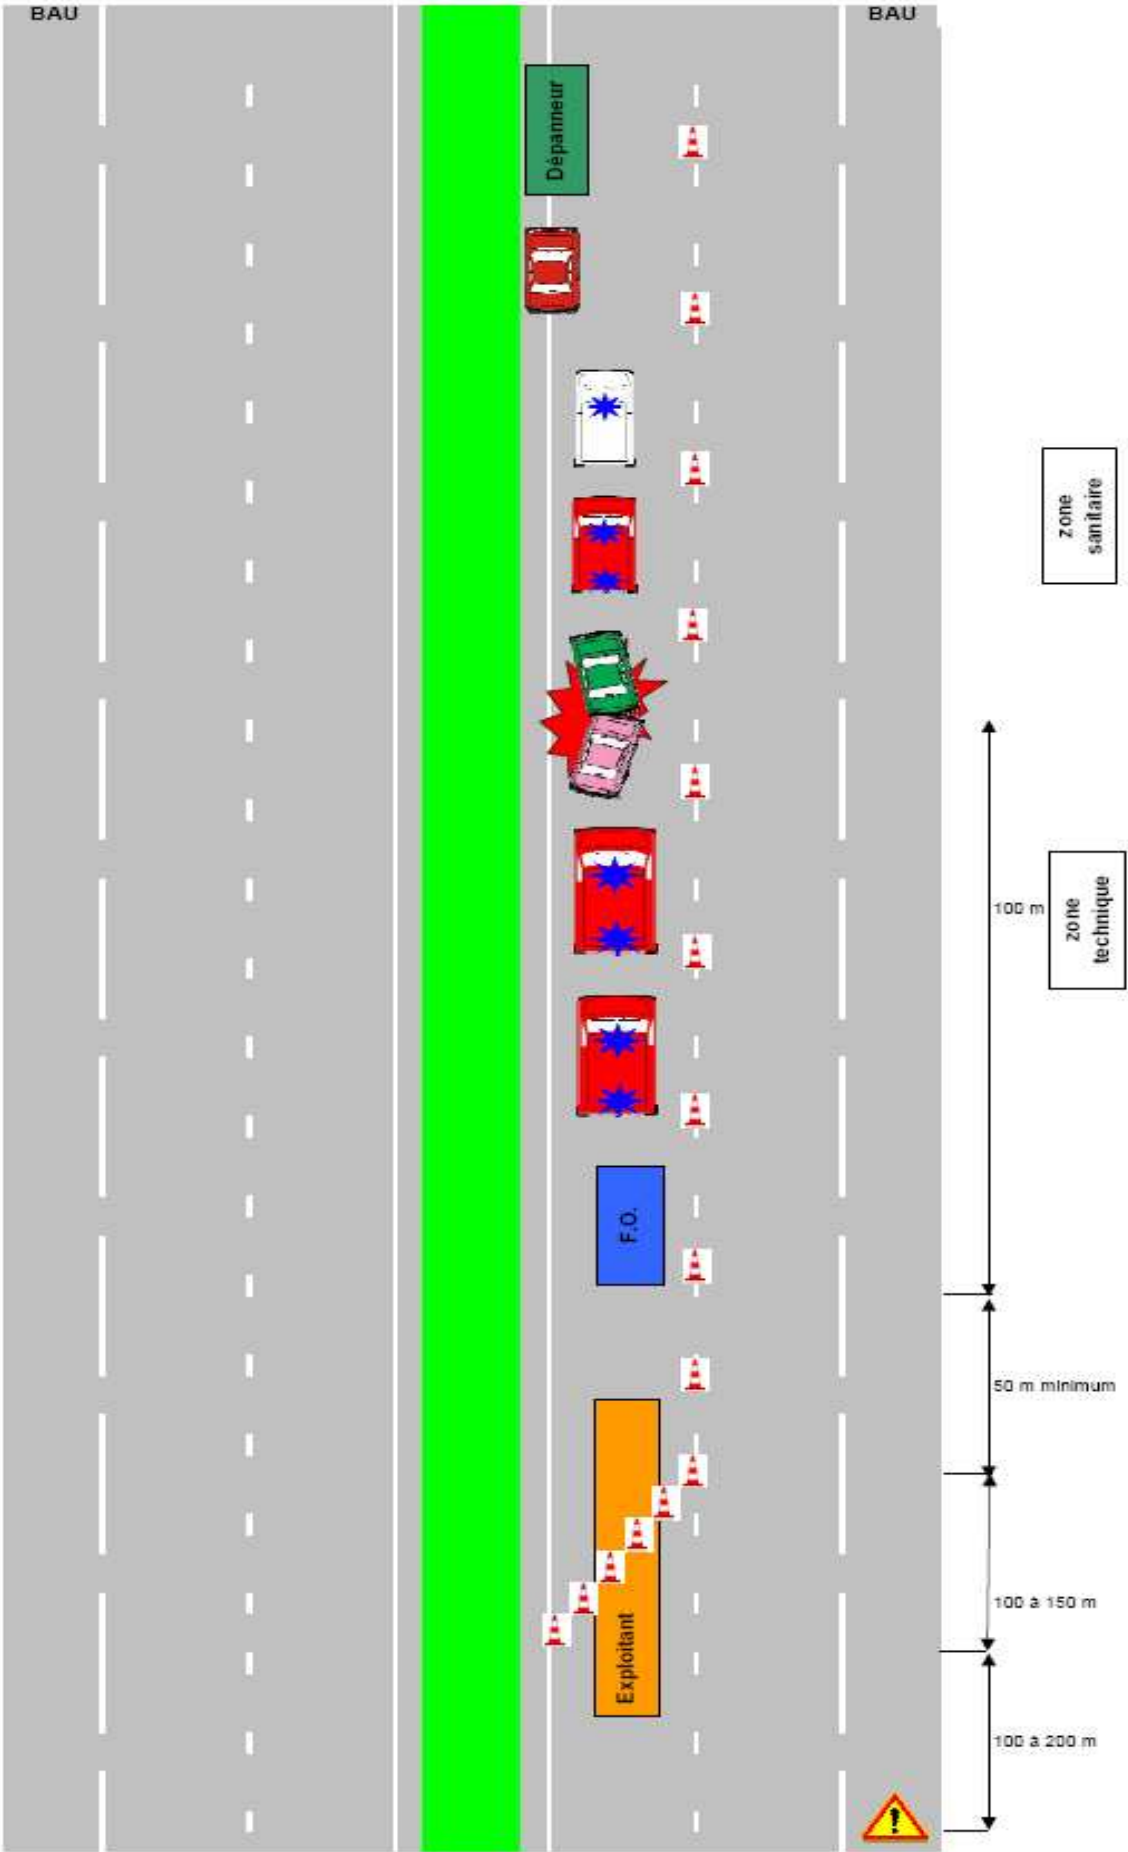 BAU
BAU
Dépanneur
zone
sanitaire
100 m
zone
technique
F.O.
50 m minimum
Exploitant
100 à 150 m
100 à 200 m
!